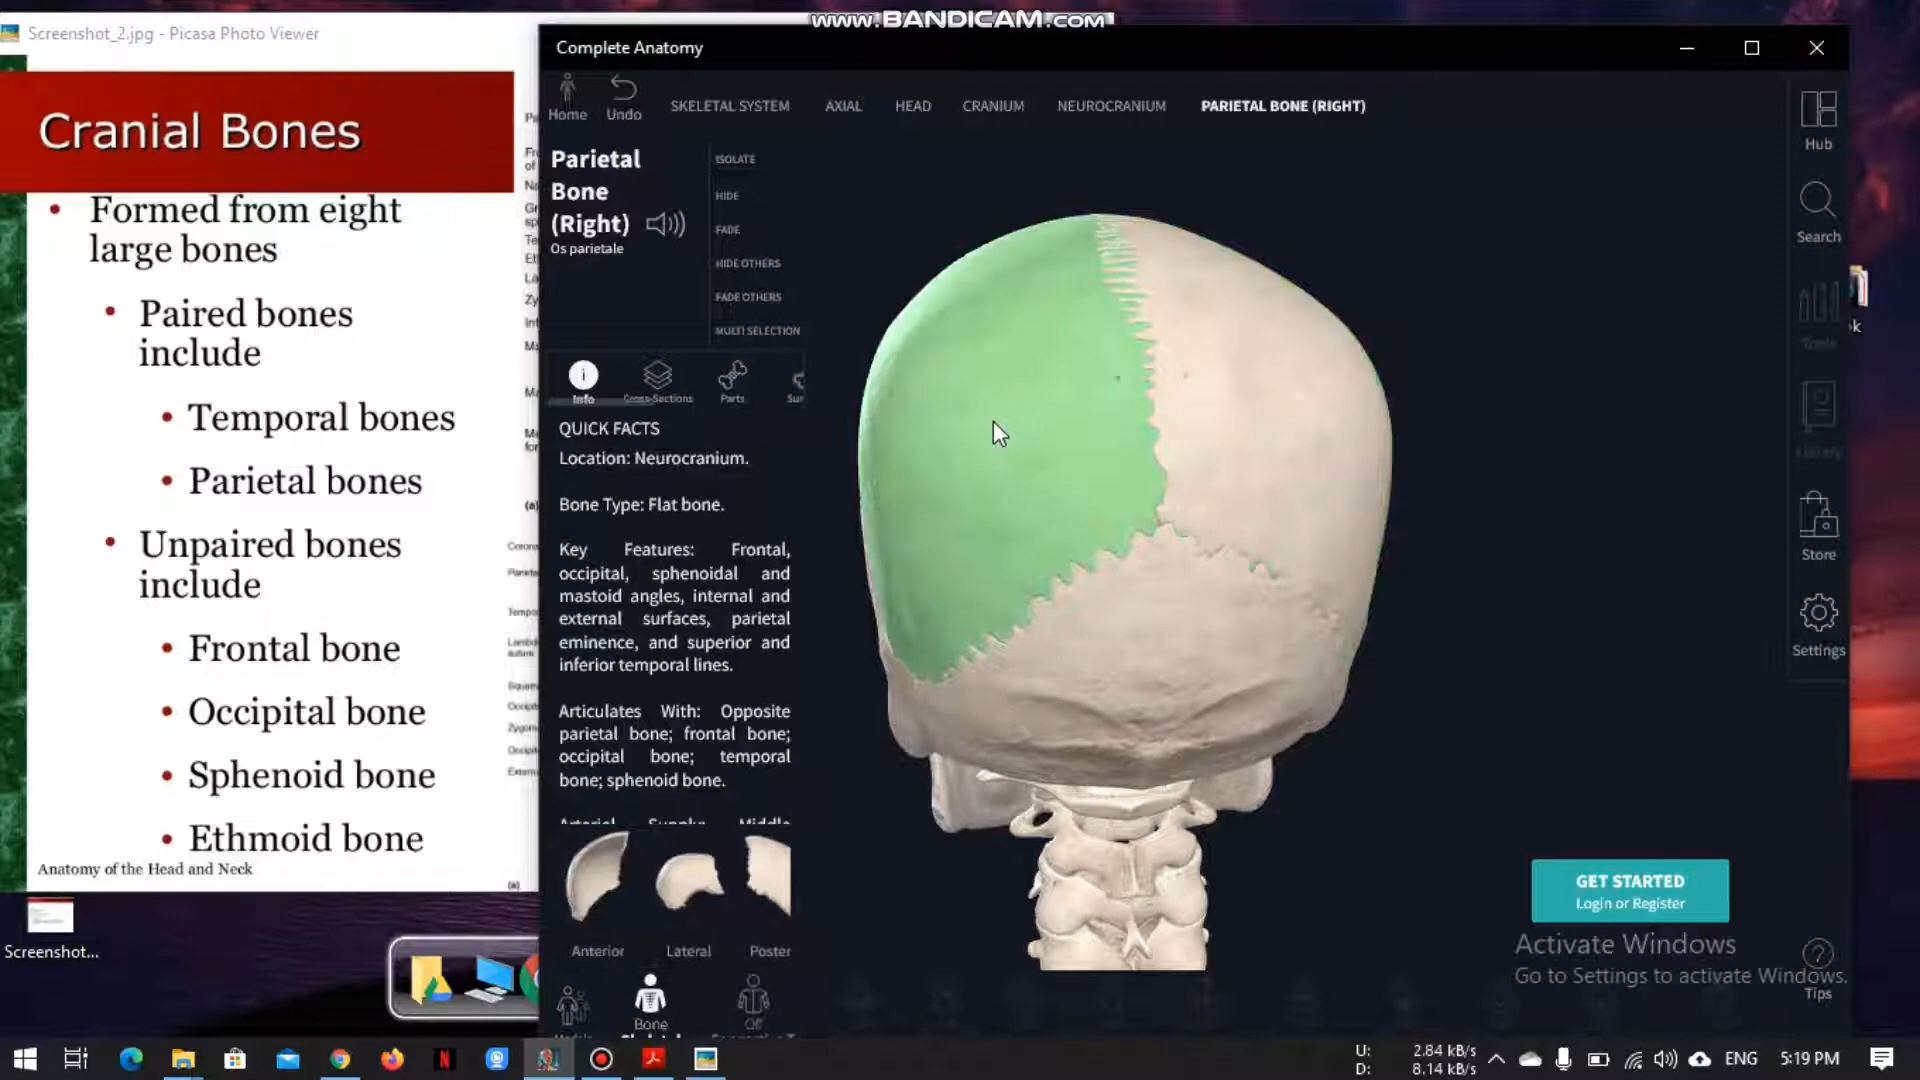 www.BANDICAM.com
Screenshot_2.jpg - Picasa Photo Viewer
Cranial Bones
Formed from eight
large bones
Paired bones
include
Temporal bones
Parietal bones
Unpaired bones
include
Frontal bone
Occipital bone
Sphenoid bone
Ethmoid bone
Anatomy of the Head and Neck
(a)
(a)
Screenshot...
Complete Anatomy
Home
Undo
SKELETAL SYSTEM
AXIAL
HEAD
CRANIUM
NEUROCRANIUM
PARIETAL BONE (RIGHT)
Parietal
Bone
(Right)
Os parietale
ISOLATE
HIDE
FADE
HIDE OTHERS
FADE OTHERS
MULTI SELECTION
Info
Cross-Sections
Parts
Sur
QUICK FACTS
Location: Neurocranium.
Bone Type: Flat bone.
Key Features: Frontal,
occipital, sphenoidal and
mastoid angles, internal and
external surfaces, parietal
eminence, and superior and
inferior temporal lines.
Articulates With: Opposite
parietal bone; frontal bone;
occipital bone; temporal
bone; sphenoid bone.
Arterial Supply: Middle
Anterior
Lateral
Poster
Bone
Off
Hub
Search
Tools
Library
Store
Settings
GET STARTED
Login or Register
Activate Windows
Go to Settings to activate Windows.
Tips
U: 2.84 kB/s
D: 8.14 kB/s
ENG
5:19 PM